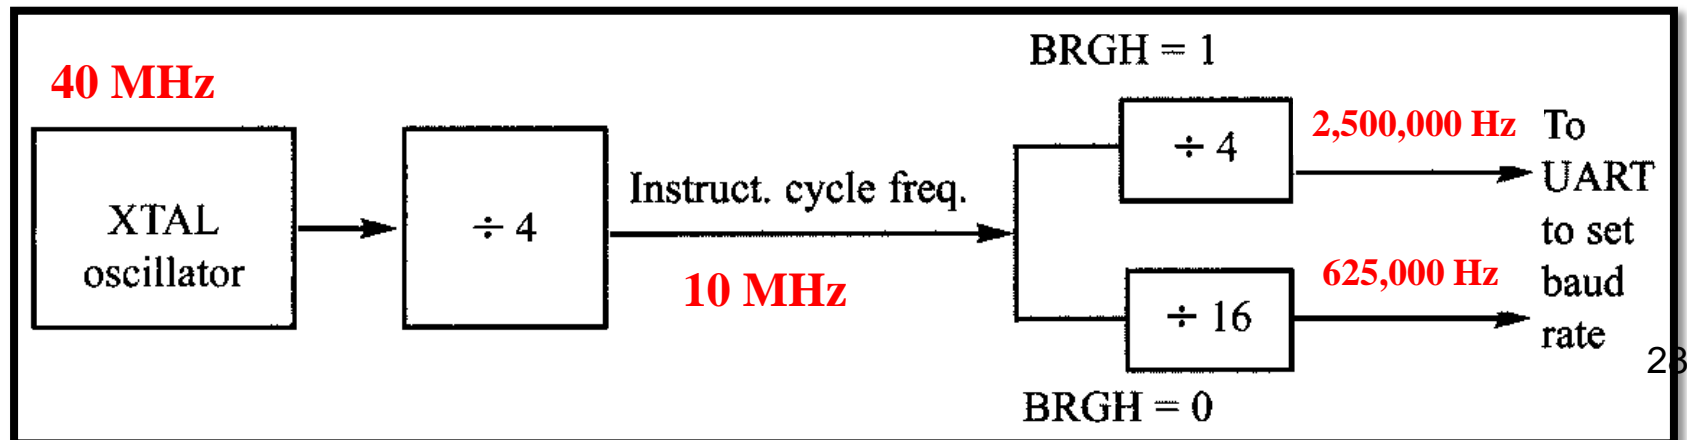 40 MHz
XTAL
oscillator
÷ 4
Instruct. cycle freq.
10 MHz
BRGH = 1
÷ 4
2,500,000 Hz
÷ 16
625,000 Hz
BRGH = 0
To
UART
to set
baud
rate
28